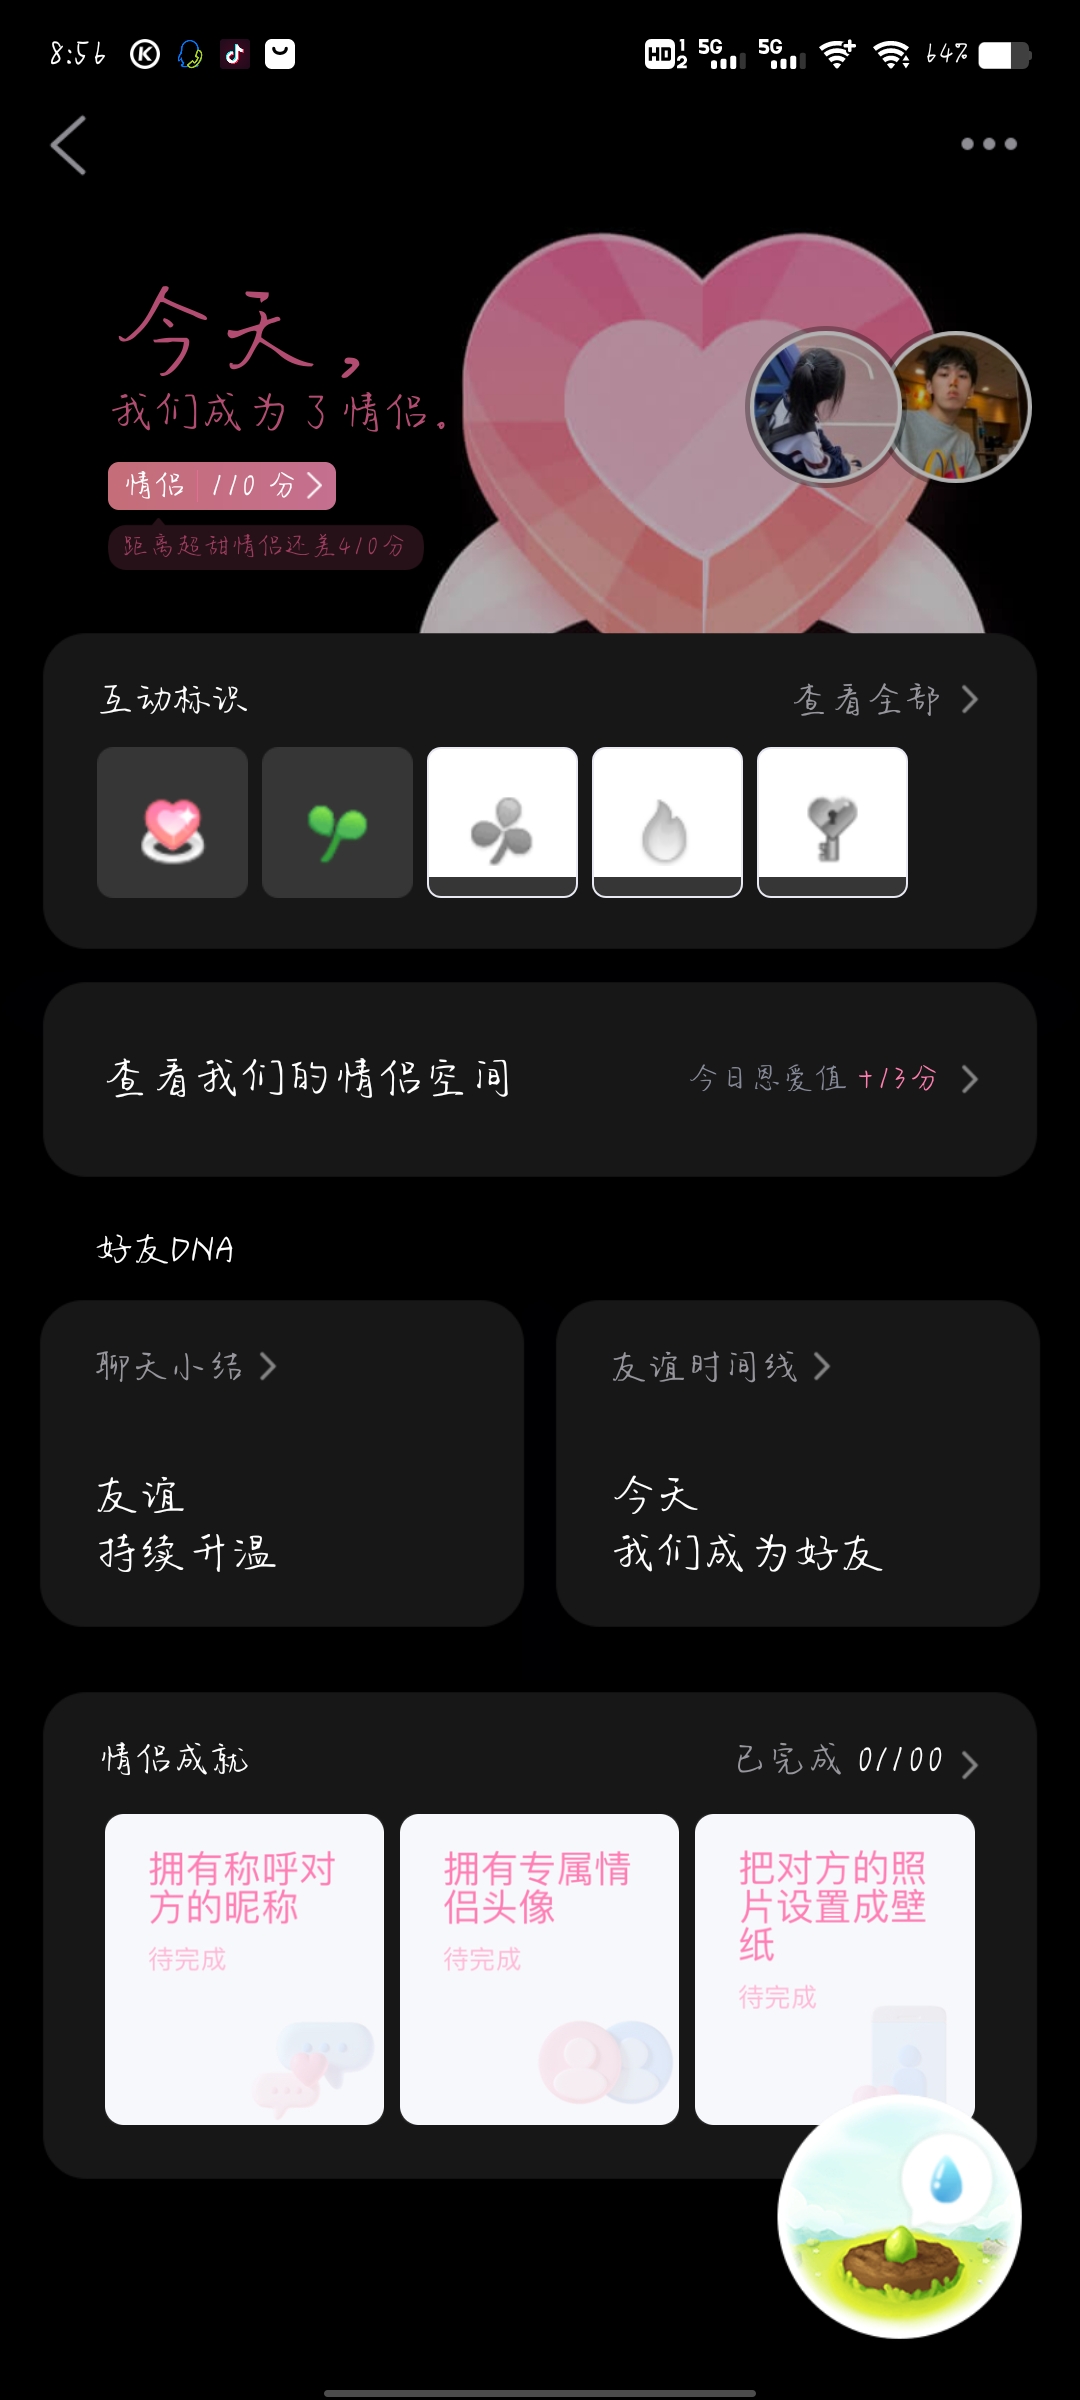 8:56
HD 1 2 5G 5G 64%
今天，
我们成为了情侣。
情侣 110 分
距离超甜情侣还差410分
互动标识 查看全部
查看我们的情侣空间 今日恩爱值 +13分
好友DNA
聊天小结 友谊时间线
友谊
持续升温
今天
我们成为好友
情侣成就 已完成 0/100
拥有称呼对
方的昵称
待完成
拥有专属情
侣头像
待完成
把对方的照
片设置成壁
纸
待完成